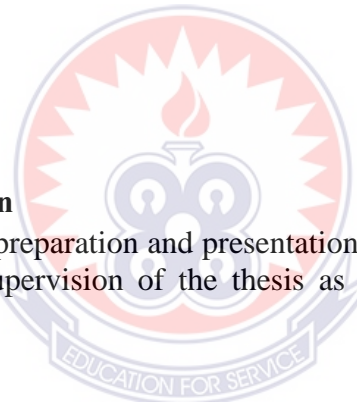 n
preparation and presentation
upervision of the thesis as
EDUCATION FOR SERVICE